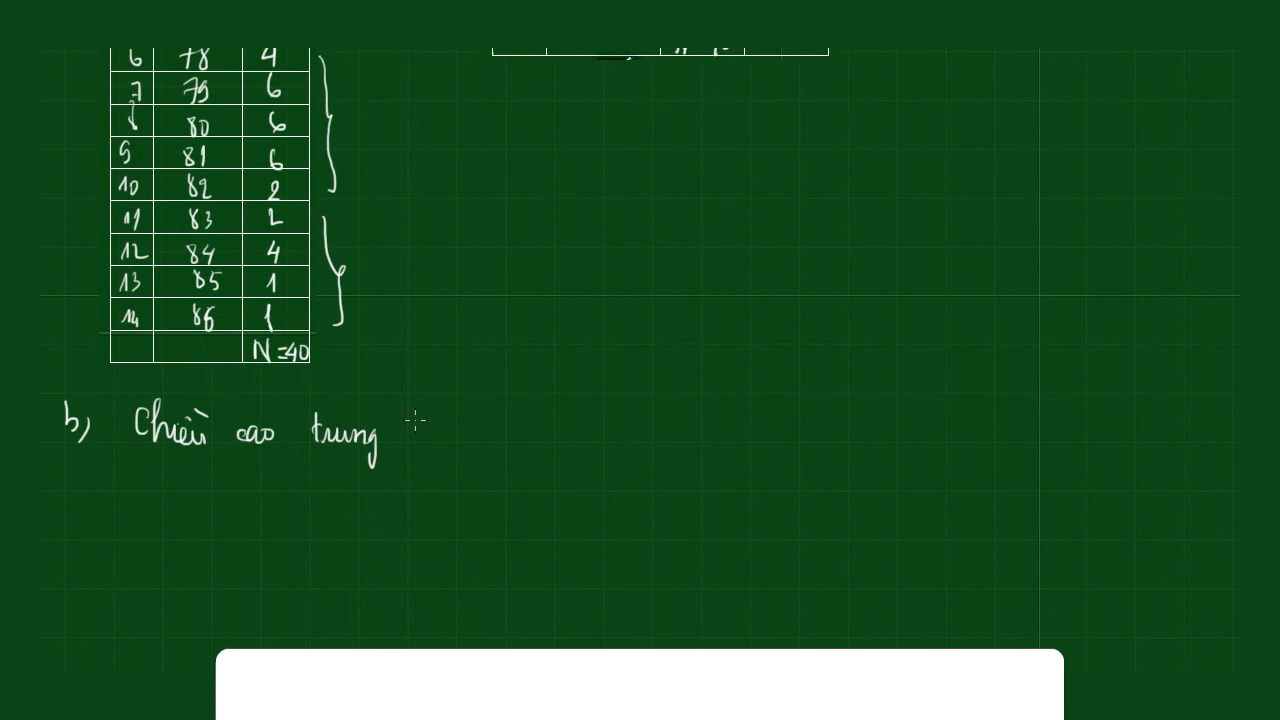 6 78 4
7 79 6
8 80 6
9 81 6
10 82 2
11 83 2
12 84 4
13 85 1
14 86 1
N = 40
b) Chiều cao trung